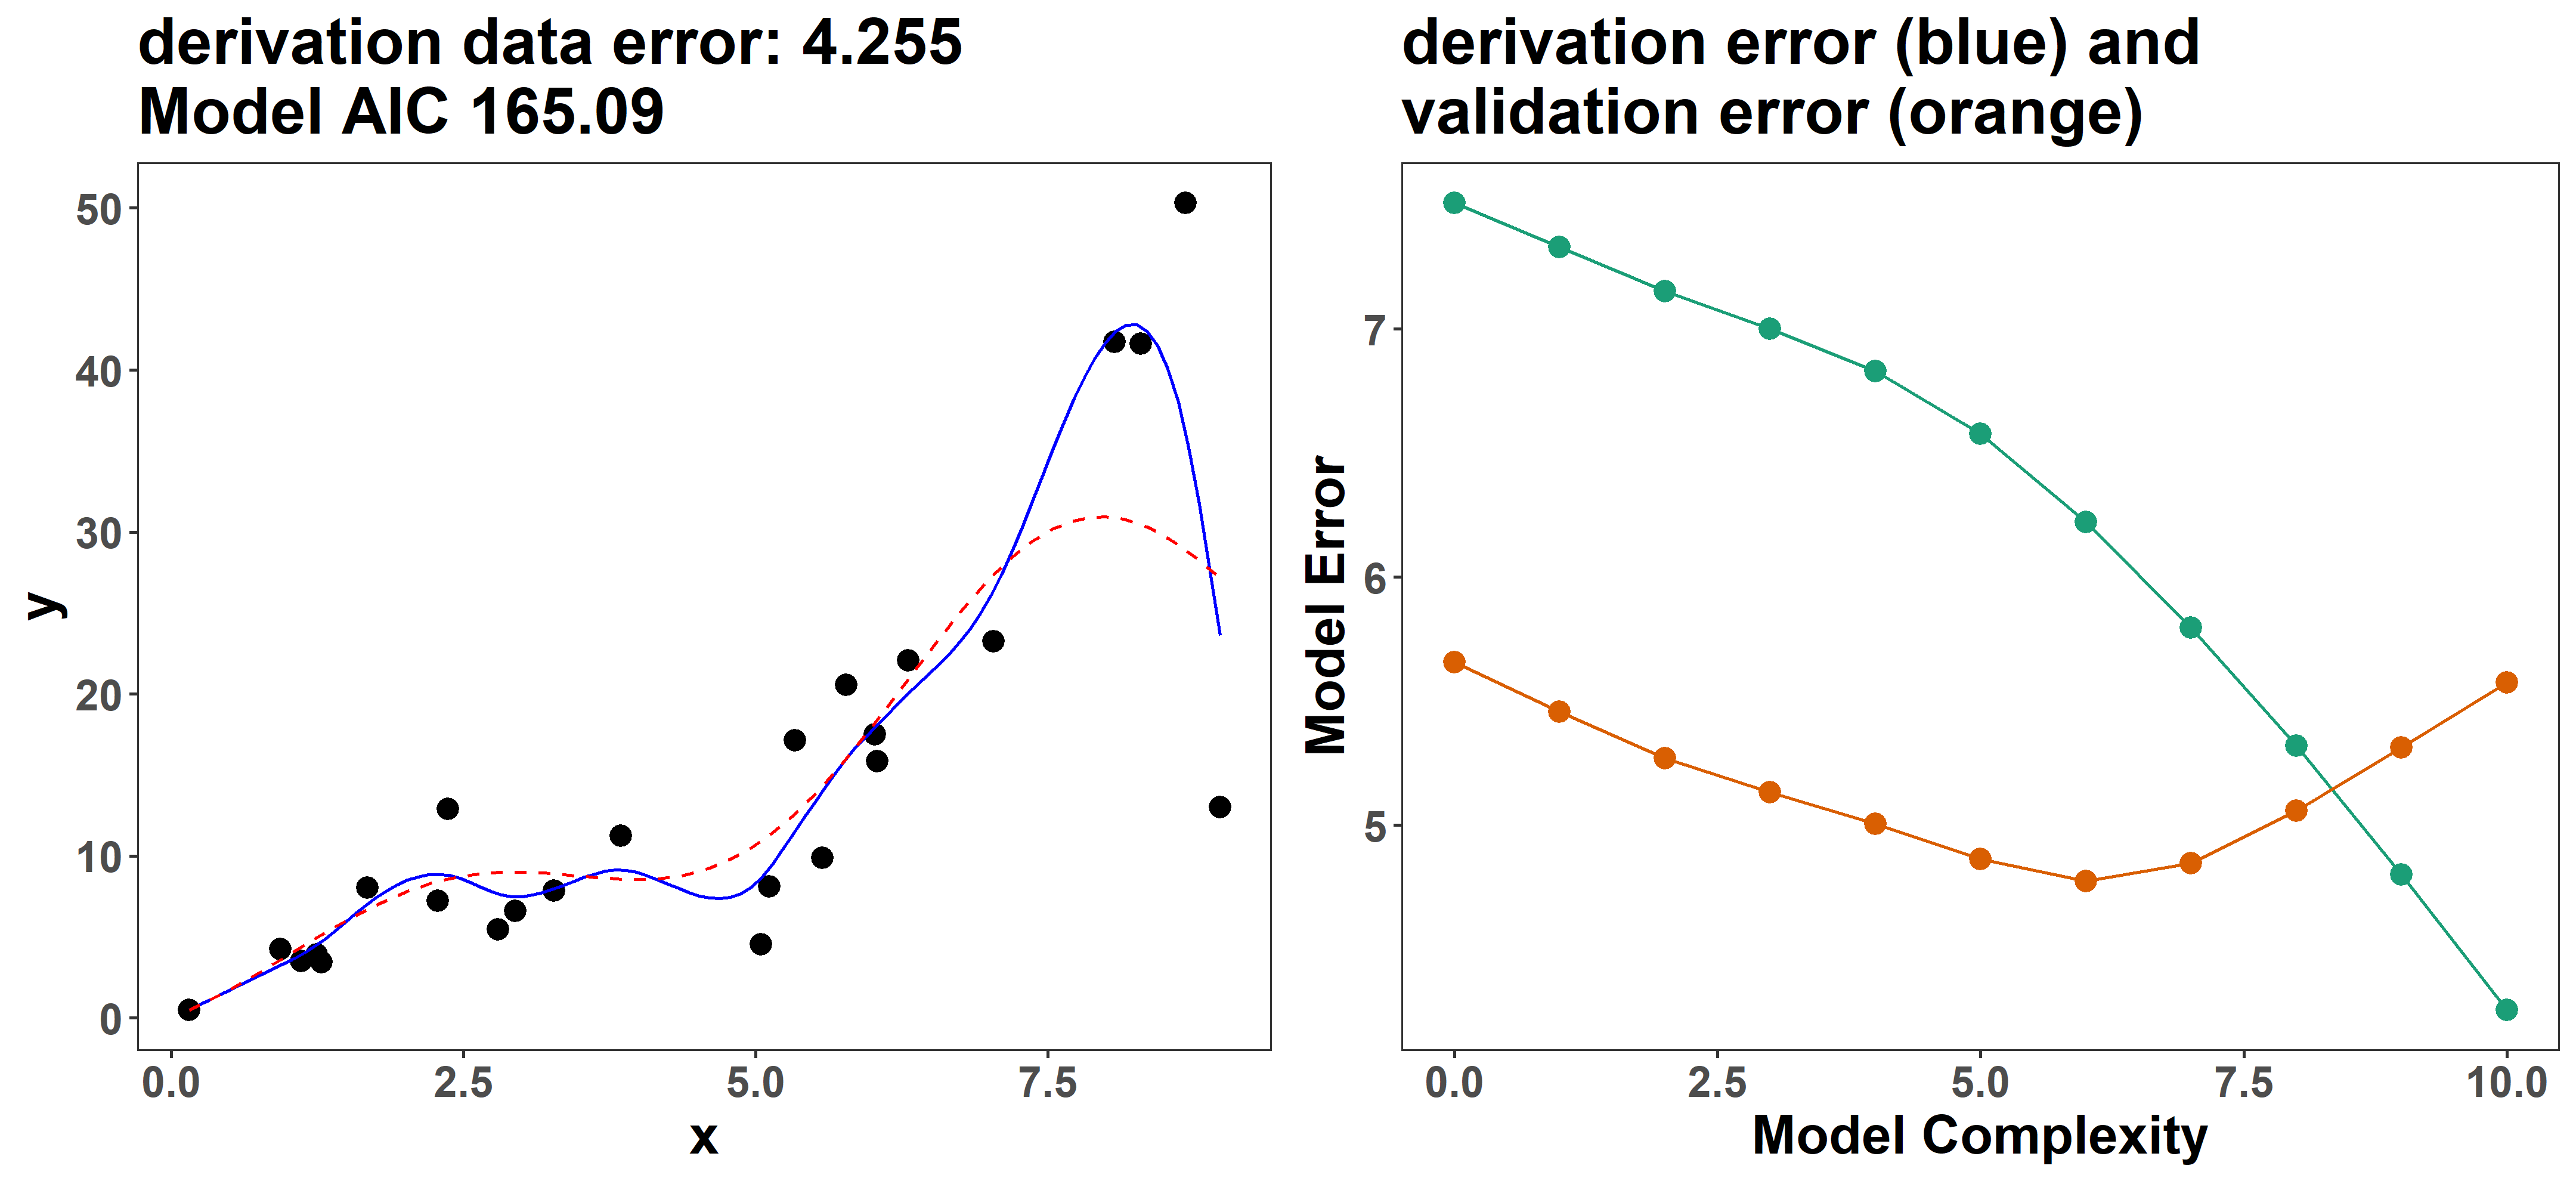 derivation data error: 4.255
Model AIC 165.09
50
40
30
20
10
0
y
0.0 2.5 5.0 7.5
x
derivation error (blue) and
validation error (orange)
7
6
5
Model Error
0.0 2.5 5.0 7.5 10.0
Model Complexity